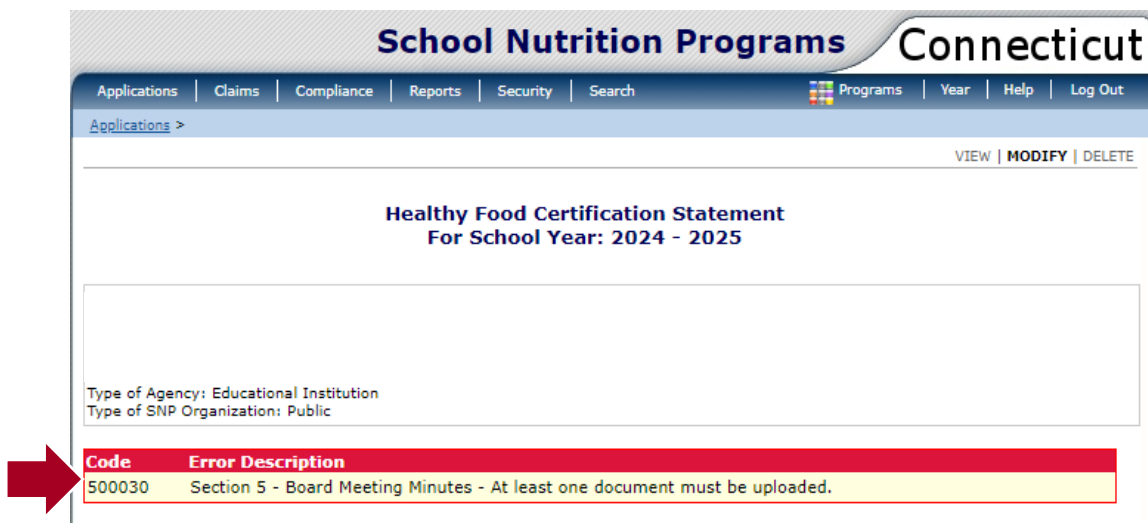 School Nutrition Programs Connecticut
Applications | Claims | Compliance | Reports | Security | Search Programs | Year | Help | Log Out
Applications >
VIEW | MODIFY | DELETE
Healthy Food Certification Statement
For School Year: 2024 - 2025
Type of Agency: Educational Institution
Type of SNP Organization: Public
Code Error Description
500030 Section 5 - Board Meeting Minutes - At least one document must be uploaded.